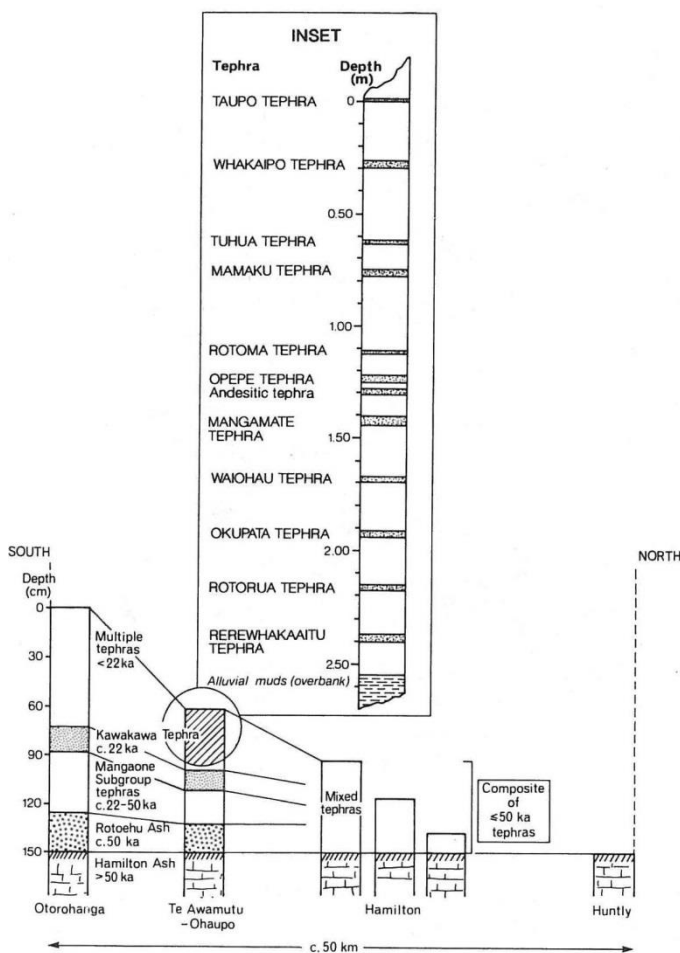 INSET
Tephra
Depth
(m)
TAUPO TEPHRA
0
WHAKAIPO TEPHRA
0.50
TUHUA TEPHRA
MAMAKU TEPHRA
1.00
ROTOMA TEPHRA
OPEPE TEPHRA
Andesitic tephra
MANGAMATE
TEPHRA
1.50
WAIOHAU TEPHRA
OKUPATA TEPHRA
2.00
ROTORUA TEPHRA
REREWHAKAAITU
TEPHRA
2.50
Alluvial muds (overbank)
SOUTH
NORTH
Depth
(cm)
0
30
60
90
120
150
Multiple
tephras
<22ka
Kawakawa Tephra
c. 22 ka
Mangaone
Subgroup
tephras
c. 22-50 ka
Rotoehu Ash
c. 50 ka
Hamilton Ash
>50 ka
Mixed
tephras
Composite
of
≤50 ka
tephras
Otorohanga
Te Awamutu
-Ohaupo
Hamilton
Huntly
c. 50 km